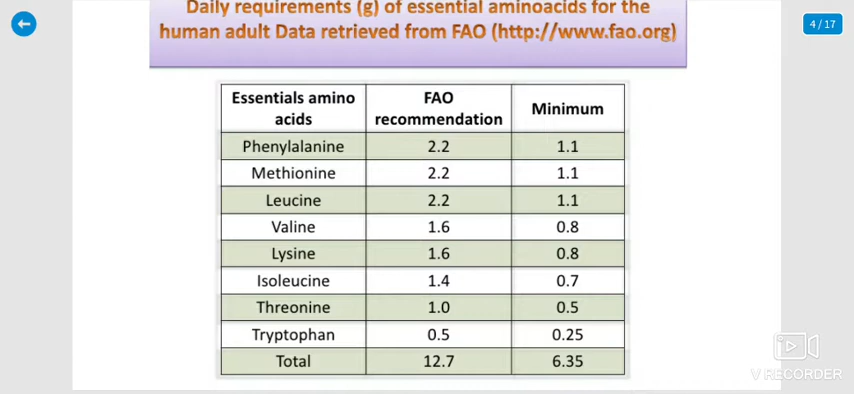 Daily requirements (g) of essential aminoacids for the
human adult Data retrieved from FAO (http://www.fao.org)
4 / 17
Essentials amino acids FAO recommendation Minimum
Phenylalanine 2.2 1.1
Methionine 2.2 1.1
Leucine 2.2 1.1
Valine 1.6 0.8
Lysine 1.6 0.8
Isoleucine 1.4 0.7
Threonine 1.0 0.5
Tryptophan 0.5 0.25
Total 12.7 6.35
V RECORDER